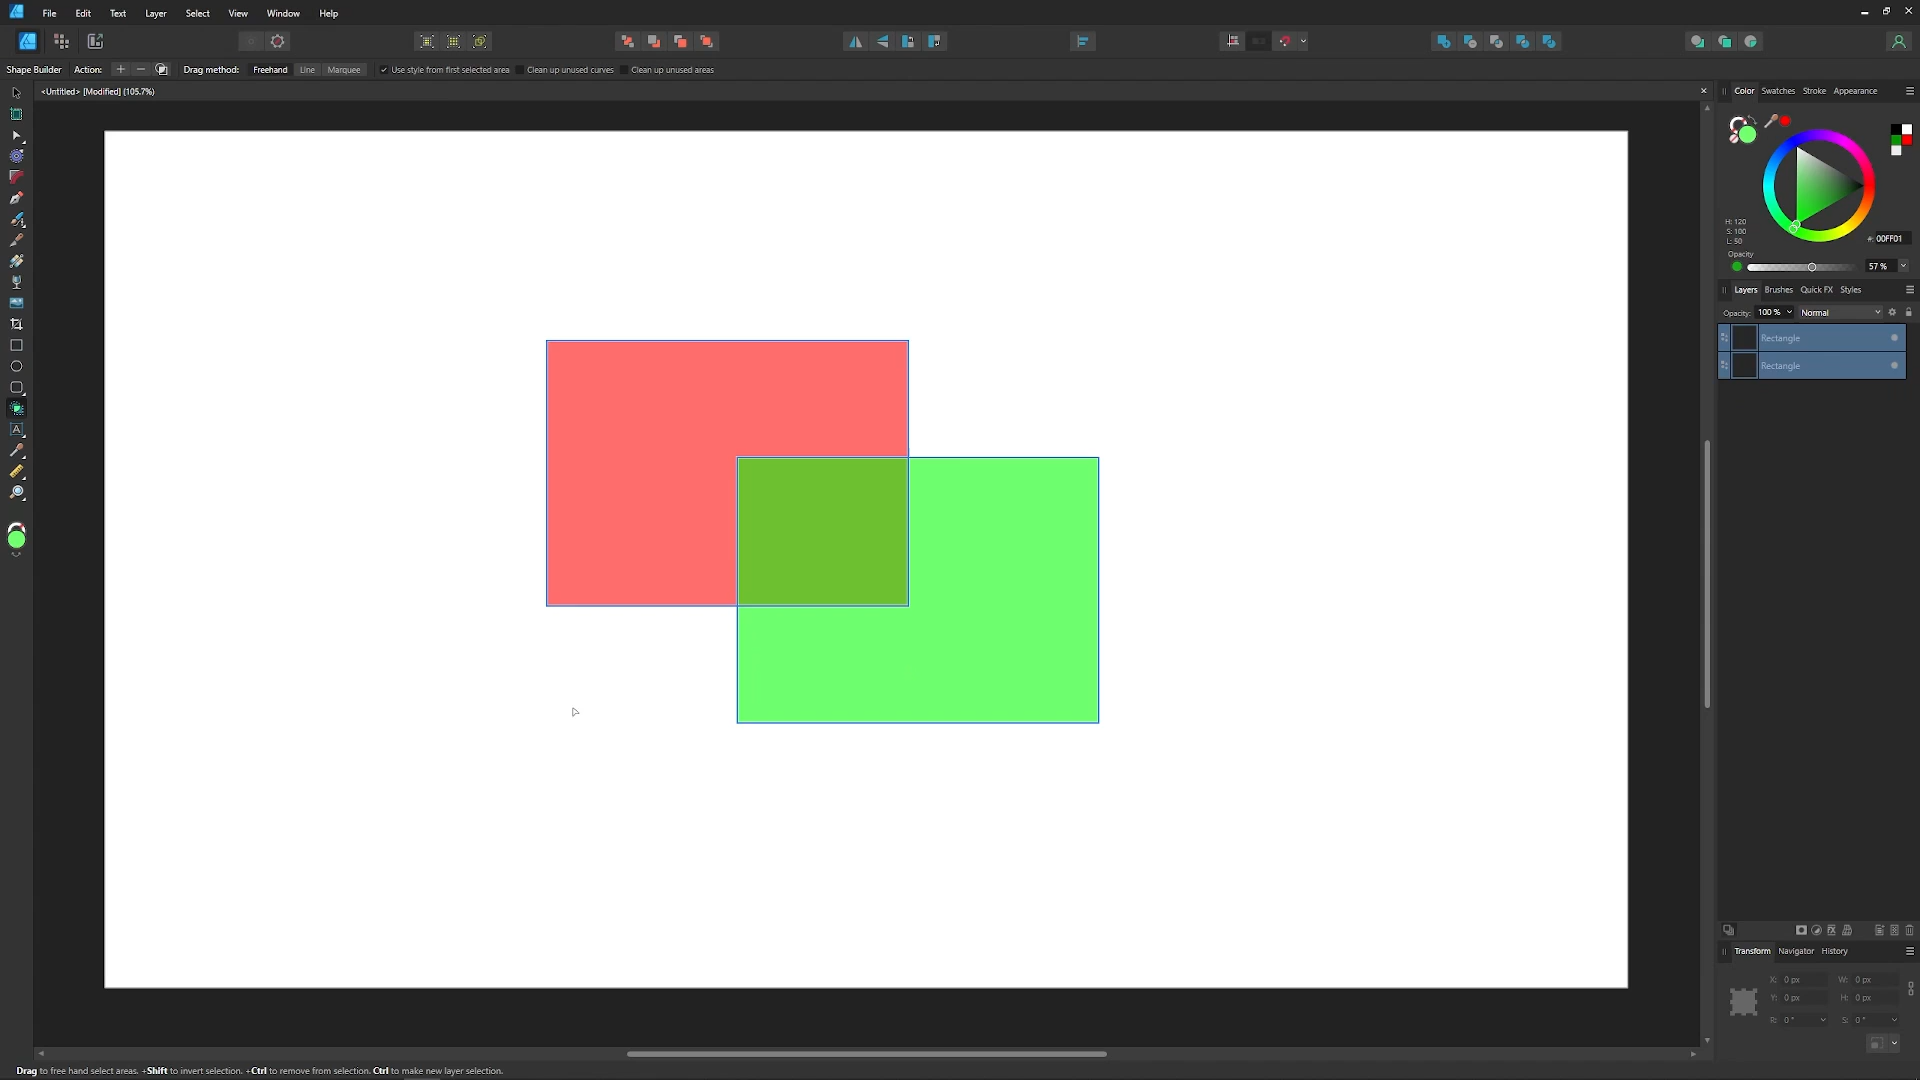 File Edit Text Layer Select View Window Help
Shape Builder Action: Drag method: Freehand Line Marquee Use style from first selected area Clean up unused curves Clean up unused areas
<Untitled> [Modified] (105.7%)
Color Swatches Stroke Appearance
H: 120
S: 100
L: 50
#: 00FF01
Opacity
57 %
Layers Brushes Quick FX Styles
Opacity: 100 % Normal
Rectangle
Rectangle
Transform Navigator History
X: 0 px W: 0 px
Y: 0 px H: 0 px
R: 0 ° S: 0 °
Drag to free hand select areas. +Shift to invert selection. +Ctrl to remove from selection. Ctrl to make new layer selection.